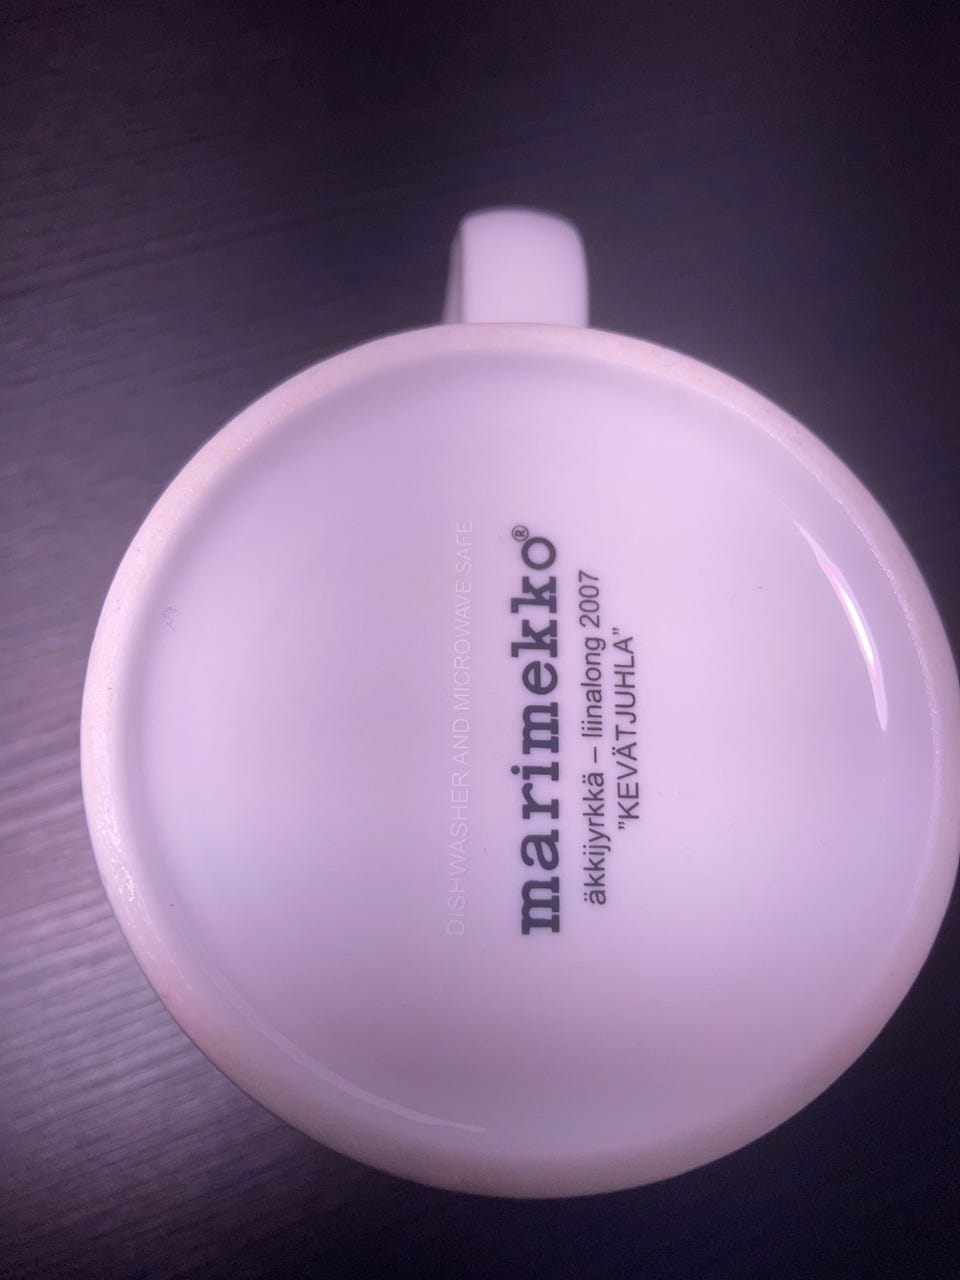 DISHWASHER AND MICROWAVE SAFE
marimekko®
äkkijyrkkä – liinalong 2007
”KEVÄTJUHLA”